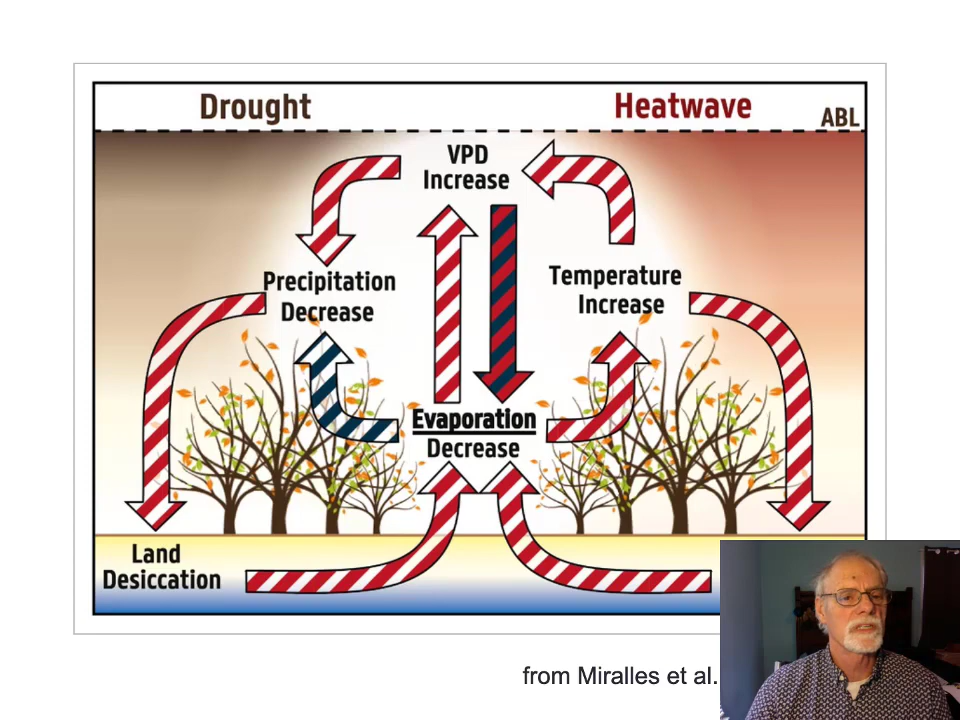 Drought
Heatwave
ABL
VPD
Increase
Precipitation
Decrease
Temperature
Increase
Evaporation
Decrease
Land
Desiccation
from Miralles et al.